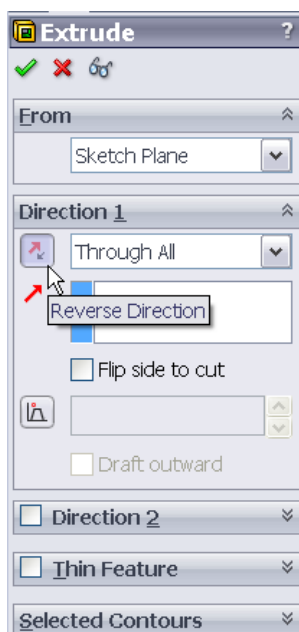 Extrude ?
From
Sketch Plane
Direction 1
Through All
Reverse Direction
Flip side to cut
Draft outward
Direction 2
Thin Feature
Selected Contours